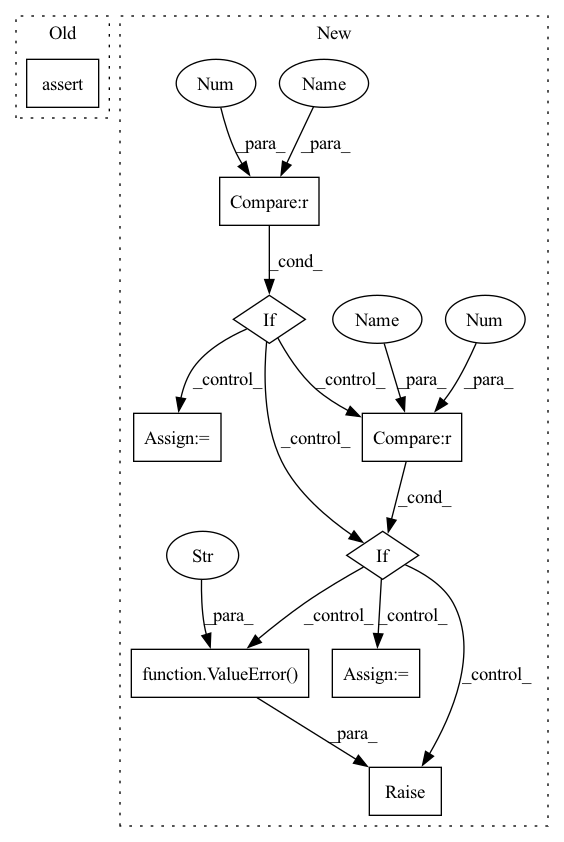 Old
New
assert
Num
Name
_para_
_para_
Compare:r
_cond_
If
Name
Num
_control_
_control_
_para_
_para_
Assign:=
_control_
Compare:r
_cond_
Str
If
_para_
_control_
_control_
function.ValueError()
Assign:=
_control_
_para_
Raise